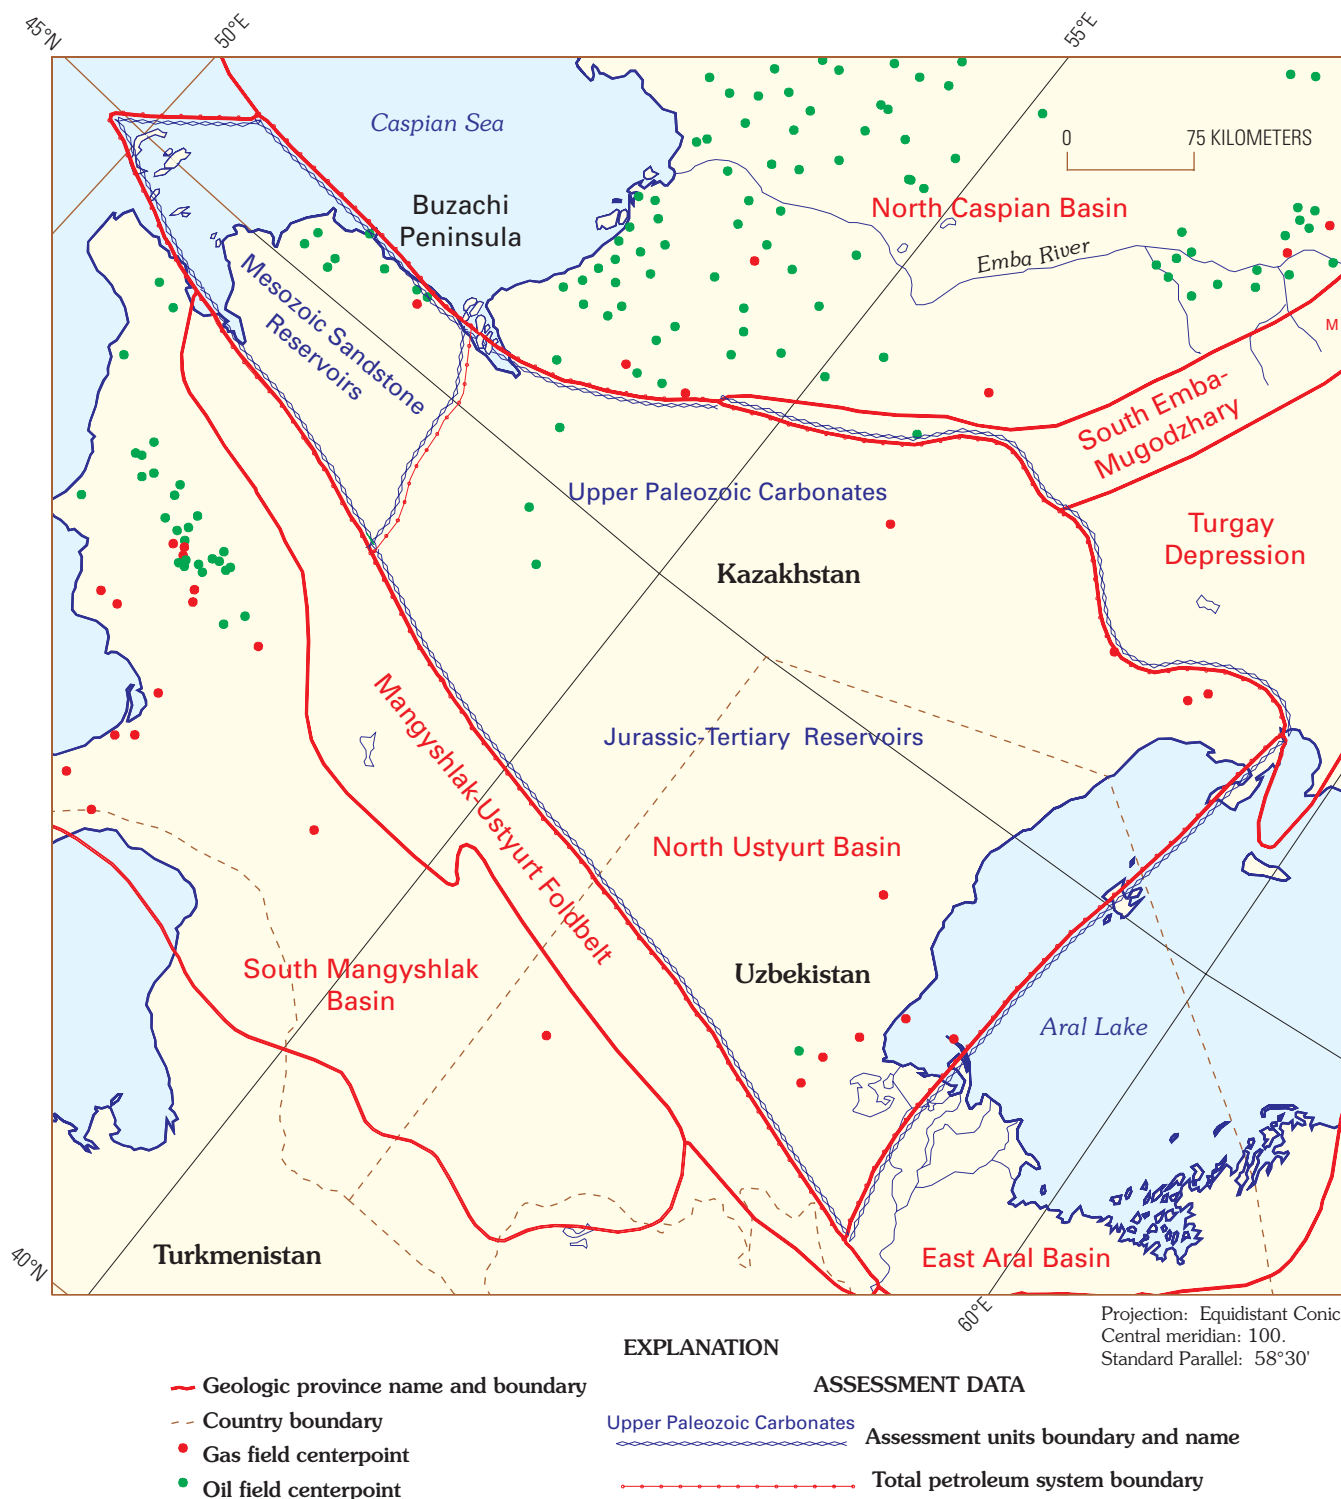 45°N
50°E
55°E
Caspian Sea
0 75 KILOMETERS
Buzachi
Peninsula
North Caspian Basin
Emba River
Mesozoic Sandstone
Reservoirs
M
South Emba-
Mugodzhary
Upper Paleozoic Carbonates
Turgay
Depression
Kazakhstan
Mangyshlak-Ustyurt Foldbelt
Jurassic-Tertiary Reservoirs
North Ustyurt Basin
South Mangyshlak
Basin
Uzbekistan
Aral Lake
Turkmenistan
East Aral Basin
40°N
60°E
Projection: Equidistant Conic
Central meridian: 100.
Standard Parallel: 58°30'
EXPLANATION
Geologic province name and boundary
Country boundary
Gas field centerpoint
Oil field centerpoint
ASSESSMENT DATA
Upper Paleozoic Carbonates
Assessment units boundary and name
Total petroleum system boundary